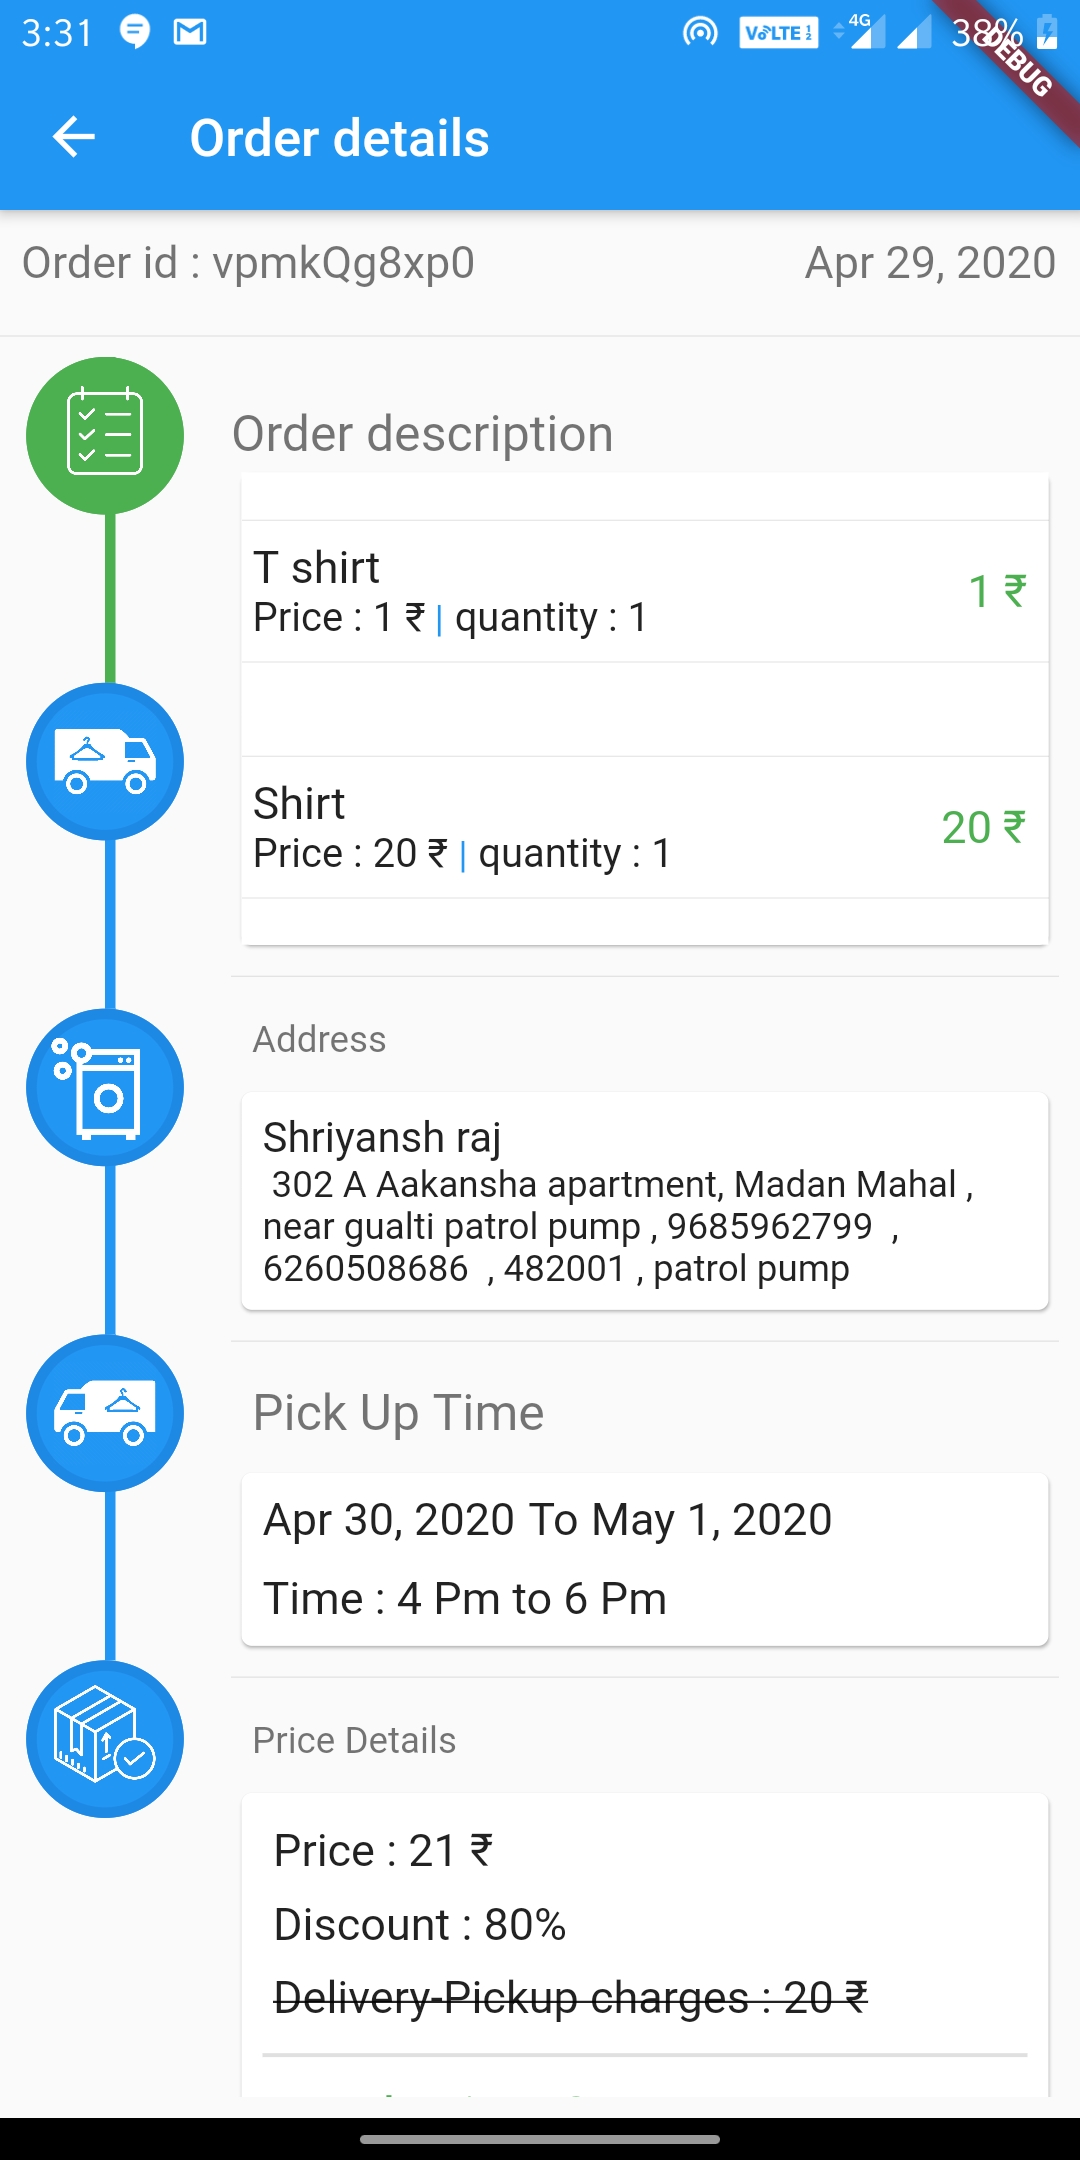 3:31 VoLTE 1 2 4G 38%
DEBUG
Order details
Order id : vpmkQg8xp0 Apr 29, 2020
Order description
T shirt
Price : 1 ₹ | quantity : 1
1 ₹
Shirt
Price : 20 ₹ | quantity : 1
20 ₹
Address
Shriyansh raj
302 A Aakansha apartment, Madan Mahal ,
near gualti patrol pump , 9685962799 ,
6260508686 , 482001 , patrol pump
Pick Up Time
Apr 30, 2020 To May 1, 2020
Time : 4 Pm to 6 Pm
Price Details
Price : 21 ₹
Discount : 80%
Delivery-Pickup charges : 20 ₹